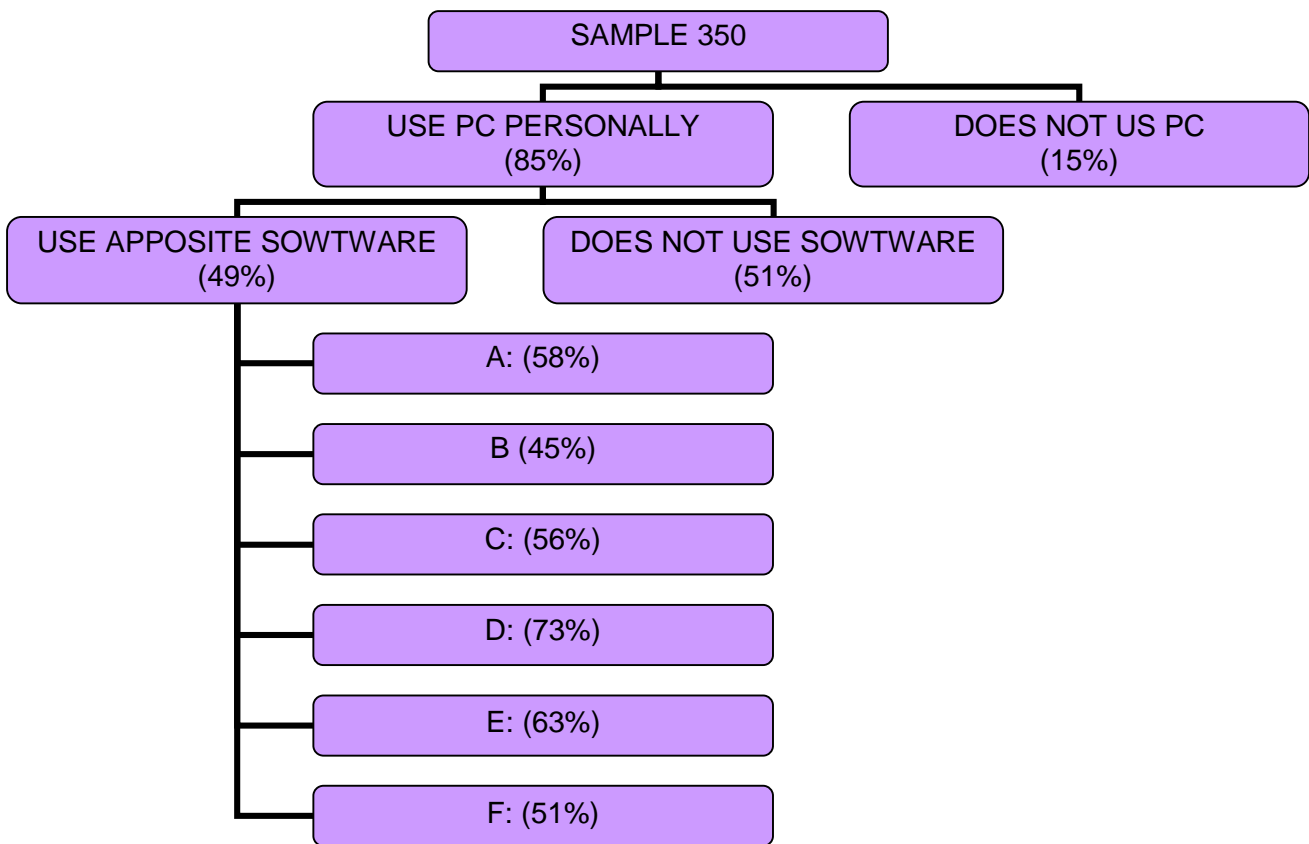 SAMPLE 350
USE PC PERSONALLY
(85%)
DOES NOT US PC
(15%)
USE APPOSITE SOWTWARE
(49%)
DOES NOT USE SOWTWARE
(51%)
A: (58%)
B (45%)
C: (56%)
D: (73%)
E: (63%)
F: (51%)